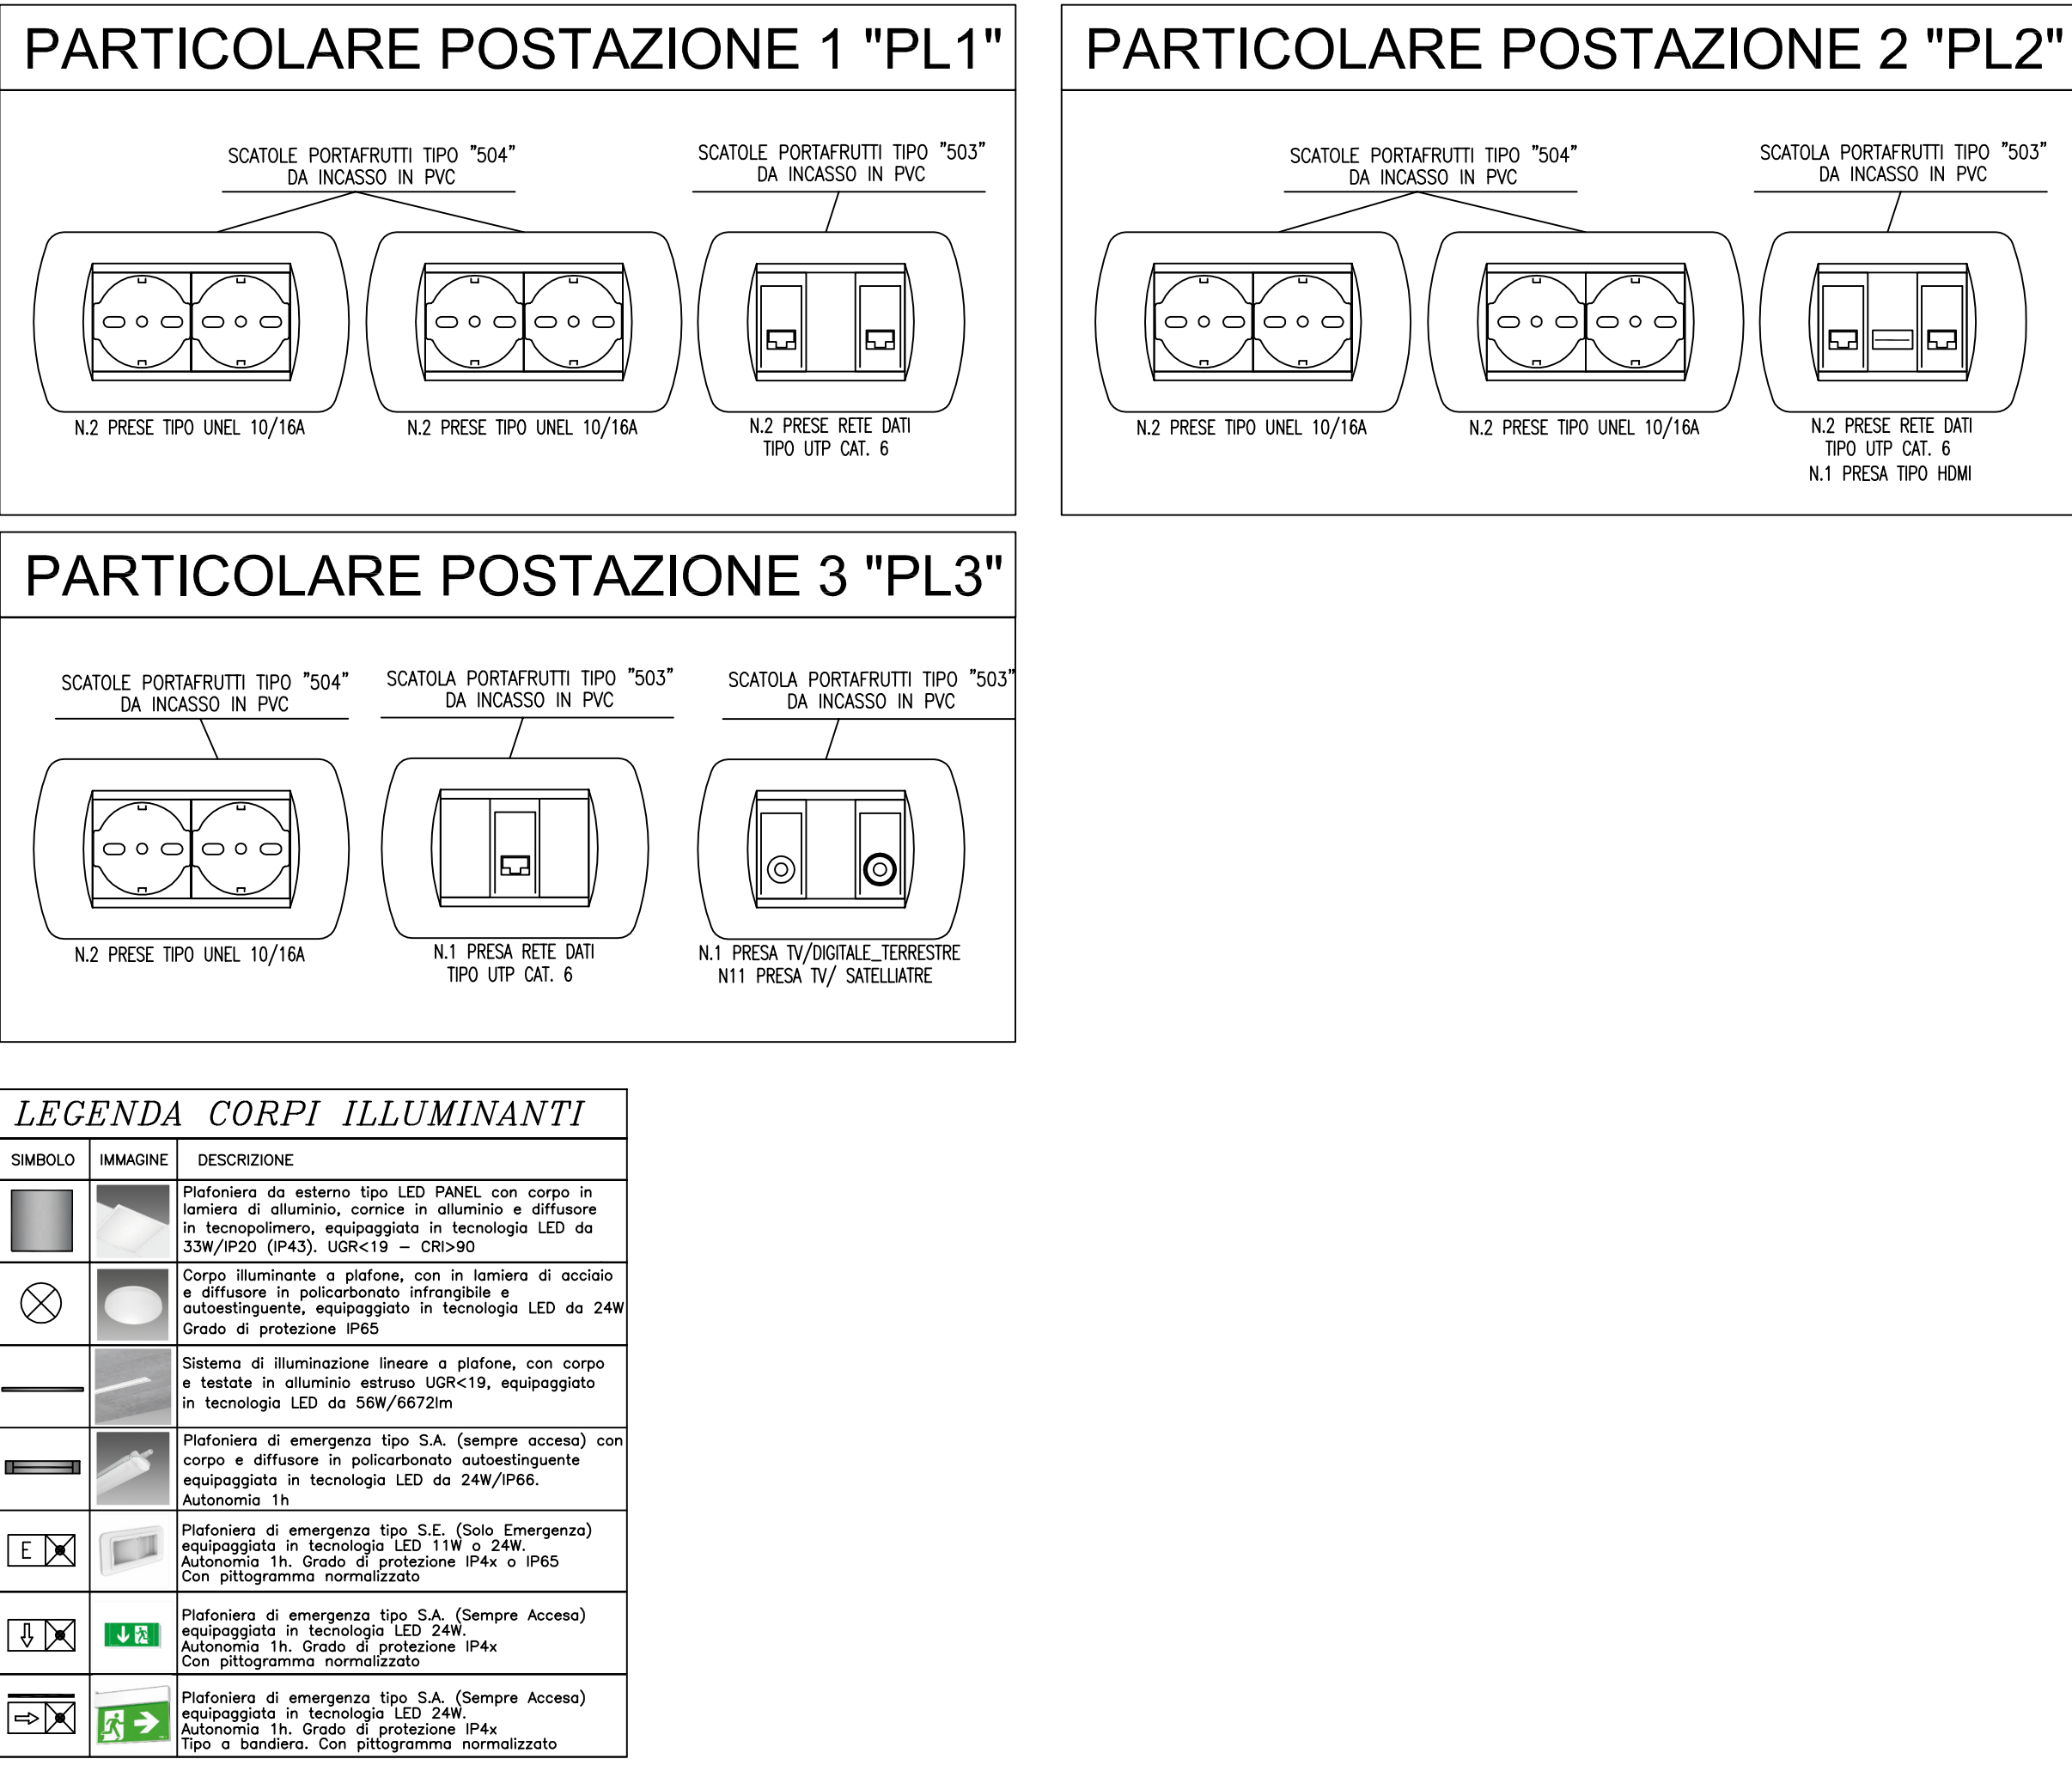 PARTICOLARE POSTAZIONE 1 "PL1"
SCATOLE PORTAFRUTTI TIPO "504"
DA INCASSO IN PVC
SCATOLE PORTAFRUTTI TIPO "503"
DA INCASSO IN PVC
N.2 PRESE TIPO UNEL 10/16A
N.2 PRESE TIPO UNEL 10/16A
N.2 PRESE RETE DATI
TIPO UTP CAT. 6
PARTICOLARE POSTAZIONE 2 "PL2"
SCATOLE PORTAFRUTTI TIPO "504"
DA INCASSO IN PVC
SCATOLA PORTAFRUTTI TIPO "503"
DA INCASSO IN PVC
N.2 PRESE TIPO UNEL 10/16A
N.2 PRESE TIPO UNEL 10/16A
N.2 PRESE RETE DATI
TIPO UTP CAT. 6
N.1 PRESA TIPO HDMI
PARTICOLARE POSTAZIONE 3 "PL3"
SCATOLE PORTAFRUTTI TIPO "504"
DA INCASSO IN PVC
SCATOLA PORTAFRUTTI TIPO "503"
DA INCASSO IN PVC
SCATOLA PORTAFRUTTI TIPO "503"
DA INCASSO IN PVC
N.2 PRESE TIPO UNEL 10/16A
N.1 PRESA RETE DATI
TIPO UTP CAT. 6
N.1 PRESA TV/DIGITALE_TERRESTRE
N11 PRESA TV/ SATELLIATRE
LEGENDA CORPI ILLUMINANTI
SIMBOLO IMMAGINE DESCRIZIONE
Plafoniera da esterno tipo LED PANEL con corpo in
lamiera di alluminio, cornice in alluminio e diffusore
in tecnopolimero, equipaggiata in tecnologia LED da
33W/IP20 (IP43). UGR<19 – CRI>90
Corpo illuminante a plafone, con in lamiera di acciaio
e diffusore in policarbonato infrangibile e
autoestinguente, equipaggiato in tecnologia LED da 24W
Grado di protezione IP65
Sistema di illuminazione lineare a plafone, con corpo
e testate in alluminio estruso UGR<19, equipaggiato
in tecnologia LED da 56W/6672lm
Plafoniera di emergenza tipo S.A. (sempre accesa) con
corpo e diffusore in policarbonato autoestinguente
equipaggiata in tecnologia LED da 24W/IP66.
Autonomia 1h
E
Plafoniera di emergenza tipo S.E. (Solo Emergenza)
equipaggiata in tecnologia LED 11W o 24W.
Autonomia 1h. Grado di protezione IP4x o IP65
Con pittogramma normalizzato
Plafoniera di emergenza tipo S.A. (Sempre Accesa)
equipaggiata in tecnologia LED 24W.
Autonomia 1h. Grado di protezione IP4x
Con pittogramma normalizzato
Plafoniera di emergenza tipo S.A. (Sempre Accesa)
equipaggiata in tecnologia LED 24W.
Autonomia 1h. Grado di protezione IP4x
Tipo a bandiera. Con pittogramma normalizzato